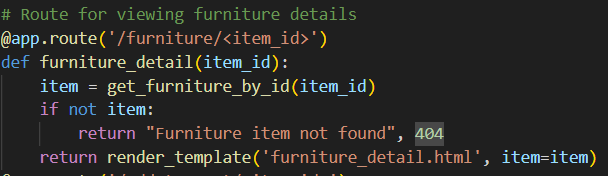 # Route for viewing furniture details
@app.route('/furniture/<item_id>')
def furniture_detail(item_id):
    item = get_furniture_by_id(item_id)
    if not item:
        return "Furniture item not found", 404
    return render_template('furniture_detail.html', item=item)